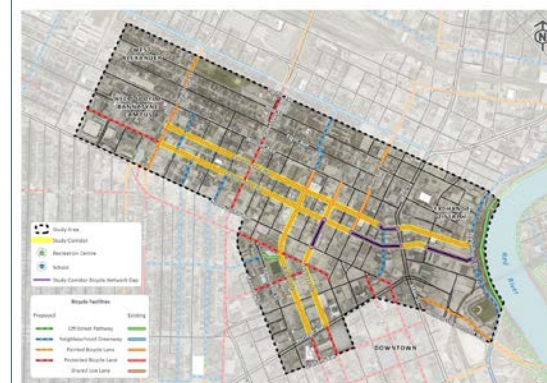 N
WEST
ALEXANDER
BANNATYNE
CAMPUS
EXCHANGE
DISTRICT
Red River
DOWNTOWN
Study Area
Study Corridor
Recreation Centre
School
Study Corridor Bicycle Network Gap
Bicycle Facilities
Proposed
Existing
Off-Street Pathway
Neighbourhood Greenway
Painted Bicycle Lane
Protected Bicycle Lane
Shared Use Lane